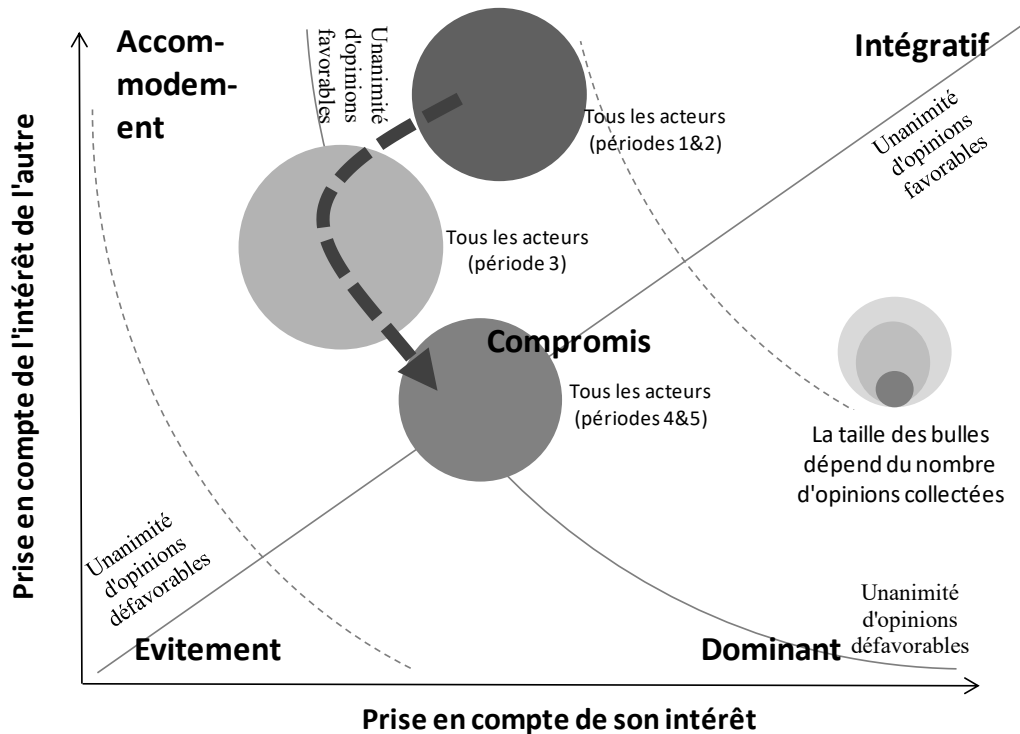 Accom-
modem-
ent
Unanimité
d'opinions
favorables
Intégratif
Tous les acteurs
(périodes 1&2)
Unanimité
d'opinions
favorables
Tous les acteurs
(période 3)
Compromis
Tous les acteurs
(périodes 4&5)
La taille des bulles
dépend du nombre
d'opinions collectées
Unanimité
d'opinions
défavorables
Unanimité
d'opinions
défavorables
Evitement
Dominant
Prise en compte de l'intérêt de l'autre
Prise en compte de son intérêt